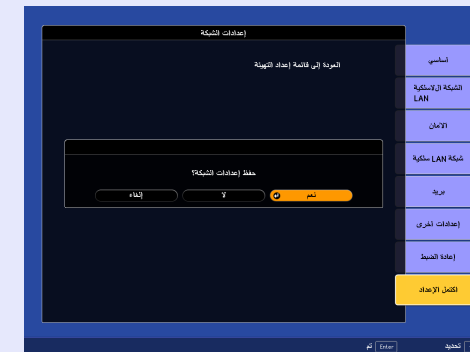 إعدادات الشبكة
العودة إلى قائمة إعداد التهيئة
حفظ إعدادات الشبكة؟
نعم
لا
إلغاء
أساسي
الشبكة اللاسلكية
LAN
الأمان
شبكة LAN سلكية
بريد
إعدادات أخرى
إعادة الضبط
اكتمل الإعداد
تحديد
Enter تم